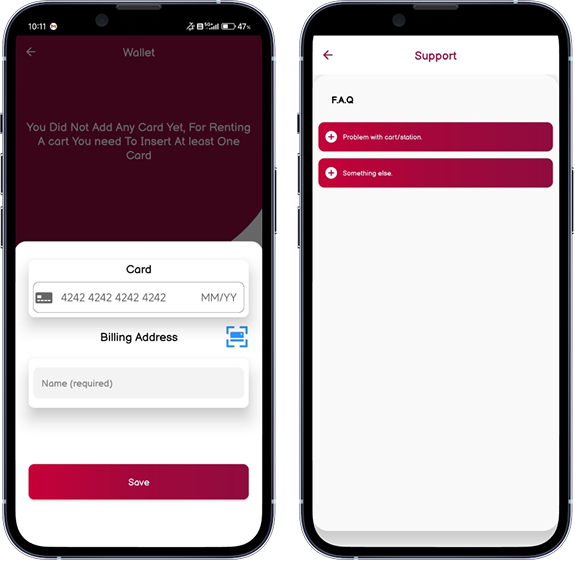 10:11
47%
Wallet
You Did Not Add Any Card Yet, For Renting
A cart You need To Insert At least One
Card
Card
4242 4242 4242 4242 MM/YY
Billing Address
Name (required)
Save
Support
F.A.Q
Problem with cart/station.
Something else.